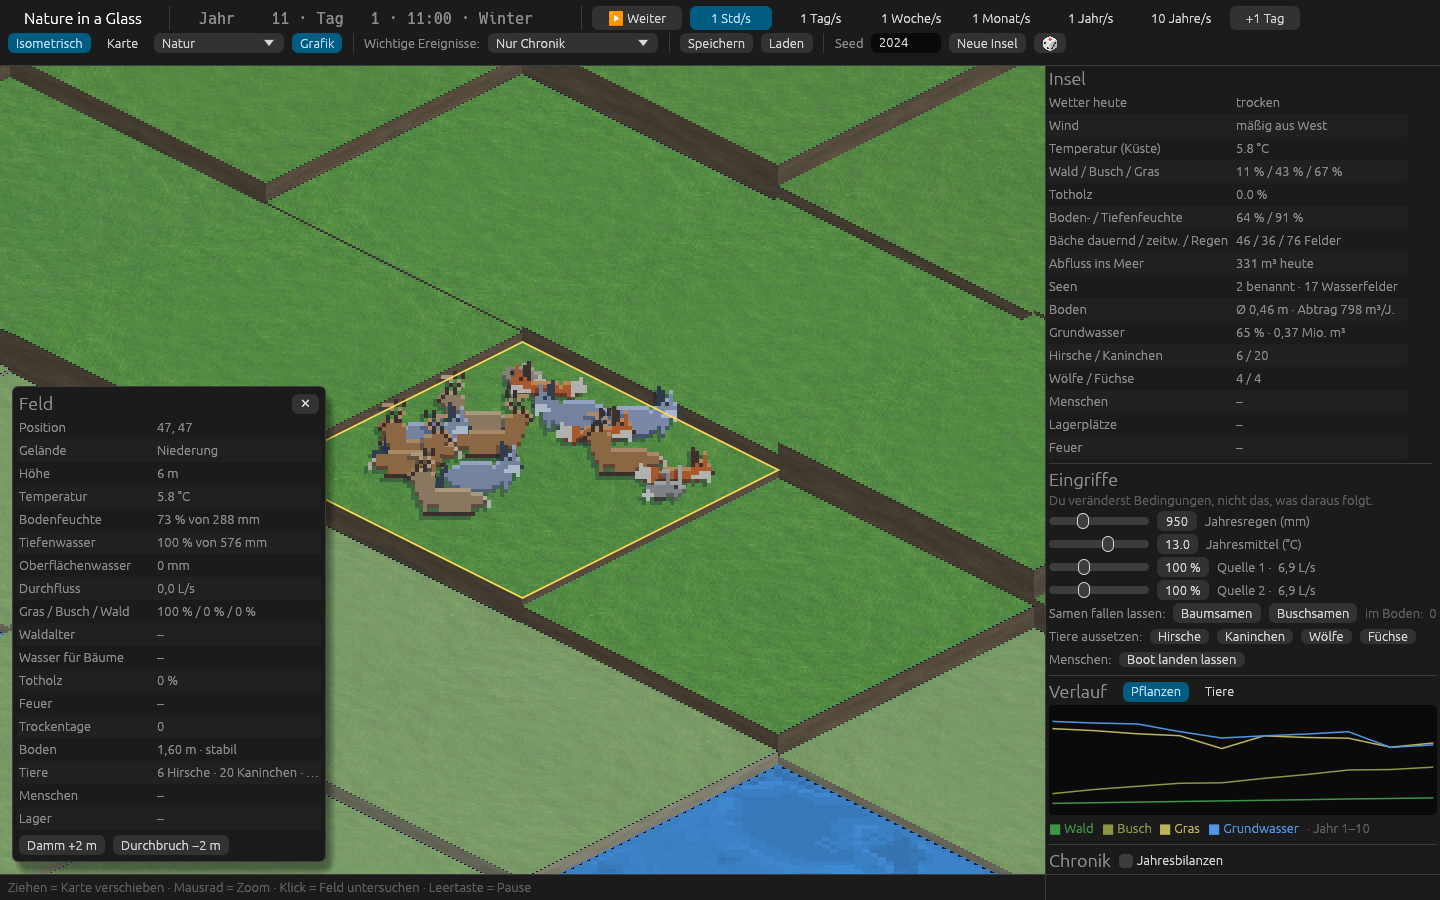 Nature in a Glass
Jahr 11 · Tag 1 · 11:00 · Winter
Weiter
1 Std/s
1 Tag/s
1 Woche/s
1 Monat/s
1 Jahr/s
10 Jahre/s
+1 Tag
Isometrisch
Karte
Natur
Grafik
Wichtige Ereignisse:
Nur Chronik
Speichern
Laden
Seed
2024
Neue Insel
Feld
Position 47, 47
Gelände Niederung
Höhe 6 m
Temperatur 5.8 °C
Bodenfeuchte 73 % von 288 mm
Tiefenwasser 100 % von 576 mm
Oberflächenwasser 0 mm
Durchfluss 0,0 L/s
Gras / Busch / Wald 100 % / 0 % / 0 %
Waldalter –
Wasser für Bäume –
Totholz 0 %
Feuer –
Trockentage 0
Boden 1,60 m · stabil
Tiere 6 Hirsche · 20 Kaninchen · …
Menschen –
Lager –
Damm +2 m
Durchbruch −2 m
Insel
Wetter heute trocken
Wind mäßig aus West
Temperatur (Küste) 5.8 °C
Wald / Busch / Gras 11 % / 43 % / 67 %
Totholz 0.0 %
Boden- / Tiefenfeuchte 64 % / 91 %
Bäche dauernd / zeitw. / Regen 46 / 36 / 76 Felder
Abfluss ins Meer 331 m³ heute
Seen 2 benannt · 17 Wasserfelder
Boden Ø 0,46 m · Abtrag 798 m³/J.
Grundwasser 65 % · 0,37 Mio. m³
Hirsche / Kaninchen 6 / 20
Wölfe / Füchse 4 / 4
Menschen –
Lagerplätze –
Feuer –
Eingriffe
Du veränderst Bedingungen, nicht das, was daraus folgt.
950 Jahresregen (mm)
13.0 Jahresmittel (°C)
100 % Quelle 1 · 6,9 L/s
100 % Quelle 2 · 6,9 L/s
Samen fallen lassen: Baumsamen Buschsamen im Boden: 0
Tiere aussetzen: Hirsche Kaninchen Wölfe Füchse
Menschen: Boot landen lassen
Verlauf Pflanzen Tiere
Wald Busch Gras Grundwasser · Jahr 1–10
Chronik Jahresbilanzen
Ziehen = Karte verschieben · Mausrad = Zoom · Klick = Feld untersuchen · Leertaste = Pause